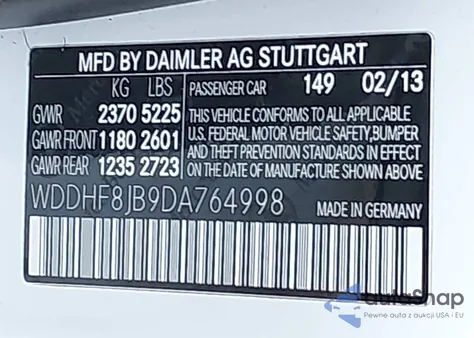 MFD BY DAIMLER AG STUTTGART
KG LBS
GVWR 2370 5225
GAWR FRONT 1180 2601
GAWR REAR 1235 2723
PASSENGER CAR 149 02/13
THIS VEHICLE CONFORMS TO ALL APPLICABLE
U.S. FEDERAL MOTOR VEHICLE SAFETY,BUMPER
AND THEFT PREVENTION STANDARDS IN EFFECT
ON THE DATE OF MANUFACTURE SHOWN ABOVE
WDDHF8JB9DA764998 MADE IN GERMANY
autaSnap
Pewne auta z aukcji USA i EU